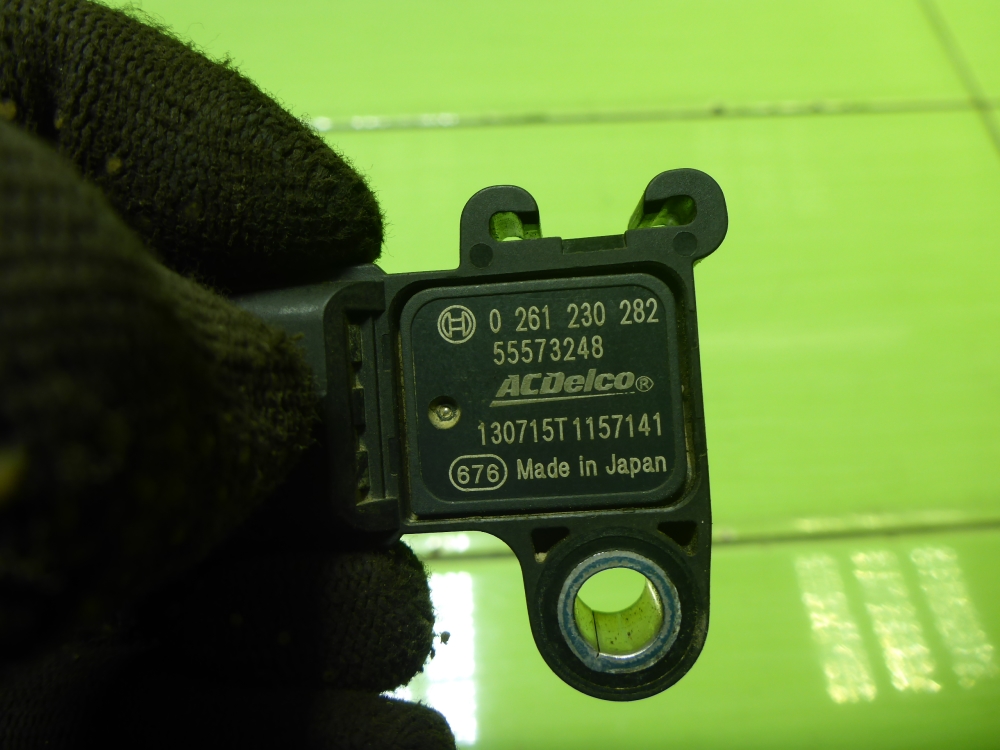 0 261 230 282
55573248
ACDelco®
130715T1157141
676 Made in Japan